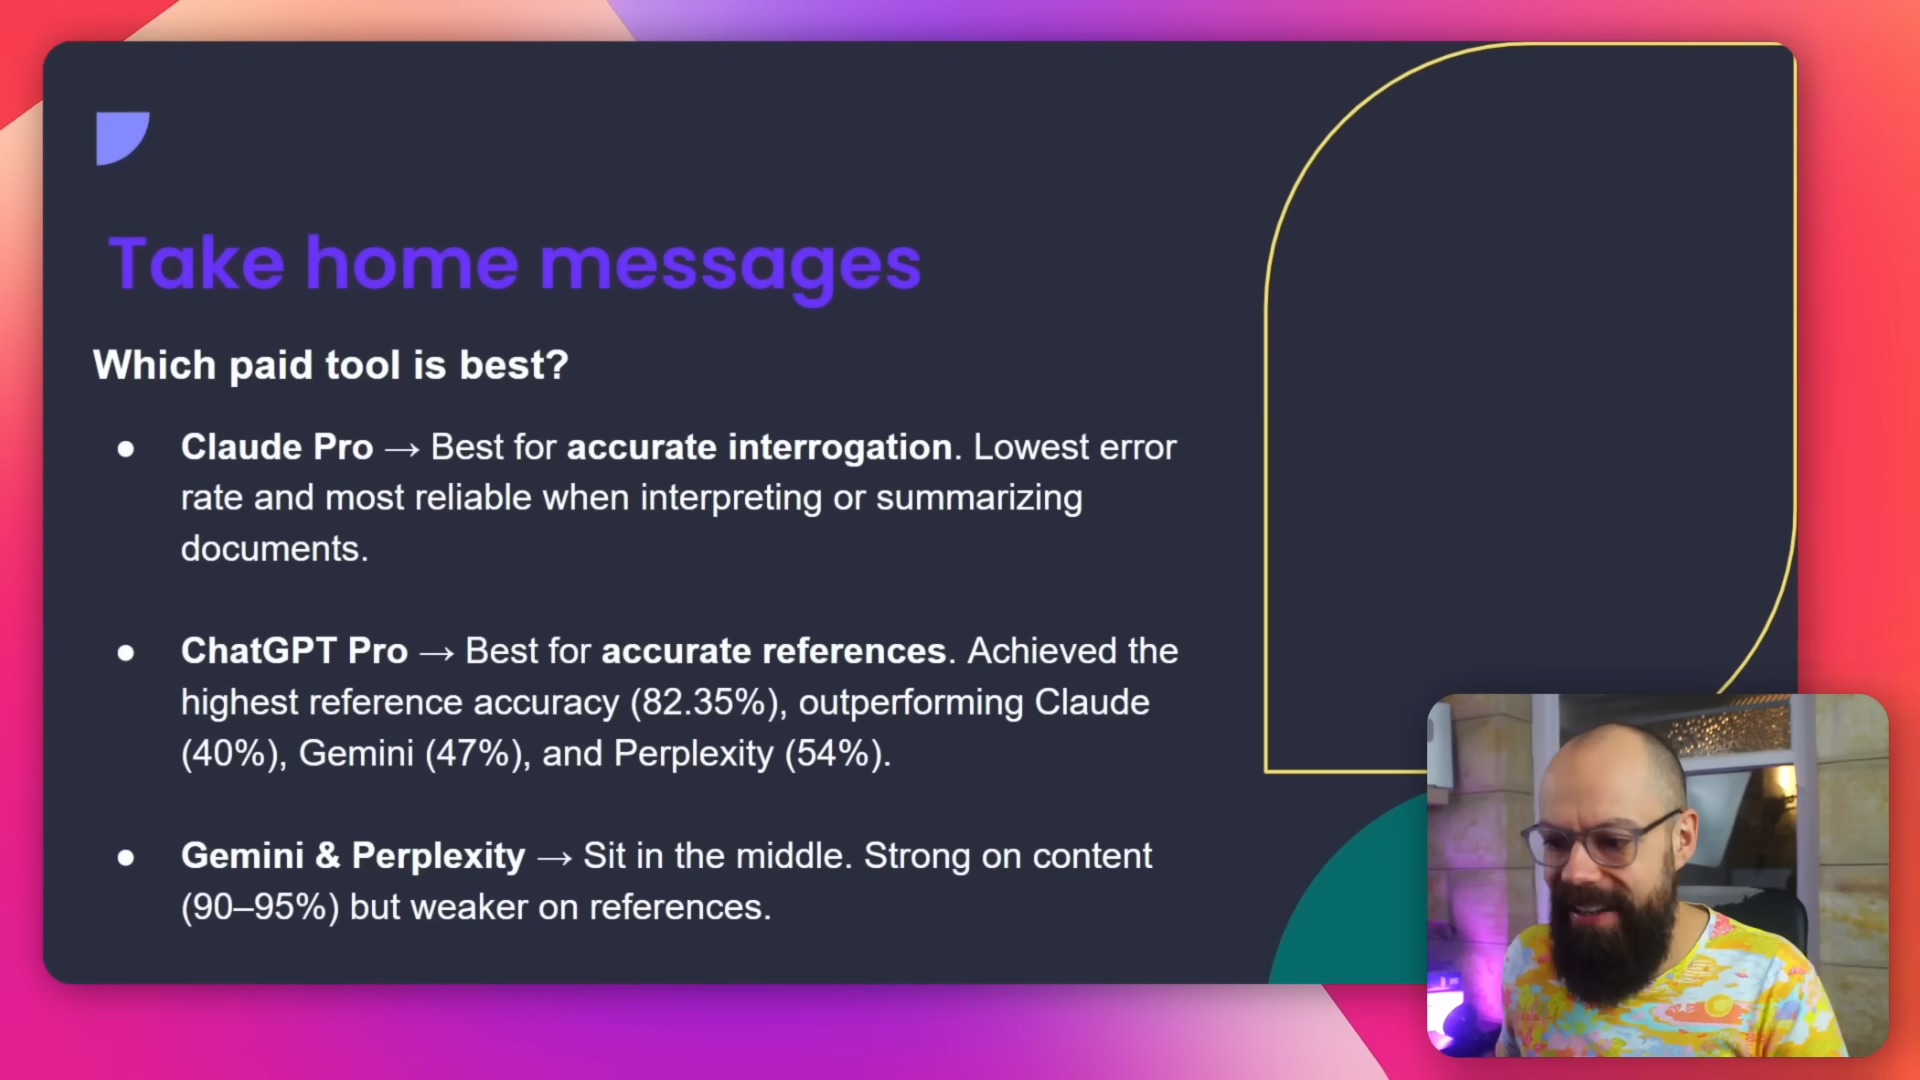 Take home messages
Which paid tool is best?
● Claude Pro → Best for accurate interrogation. Lowest error
rate and most reliable when interpreting or summarizing
documents.
● ChatGPT Pro → Best for accurate references. Achieved the
highest reference accuracy (82.35%), outperforming Claude
(40%), Gemini (47%), and Perplexity (54%).
● Gemini & Perplexity → Sit in the middle. Strong on content
(90–95%) but weaker on references.